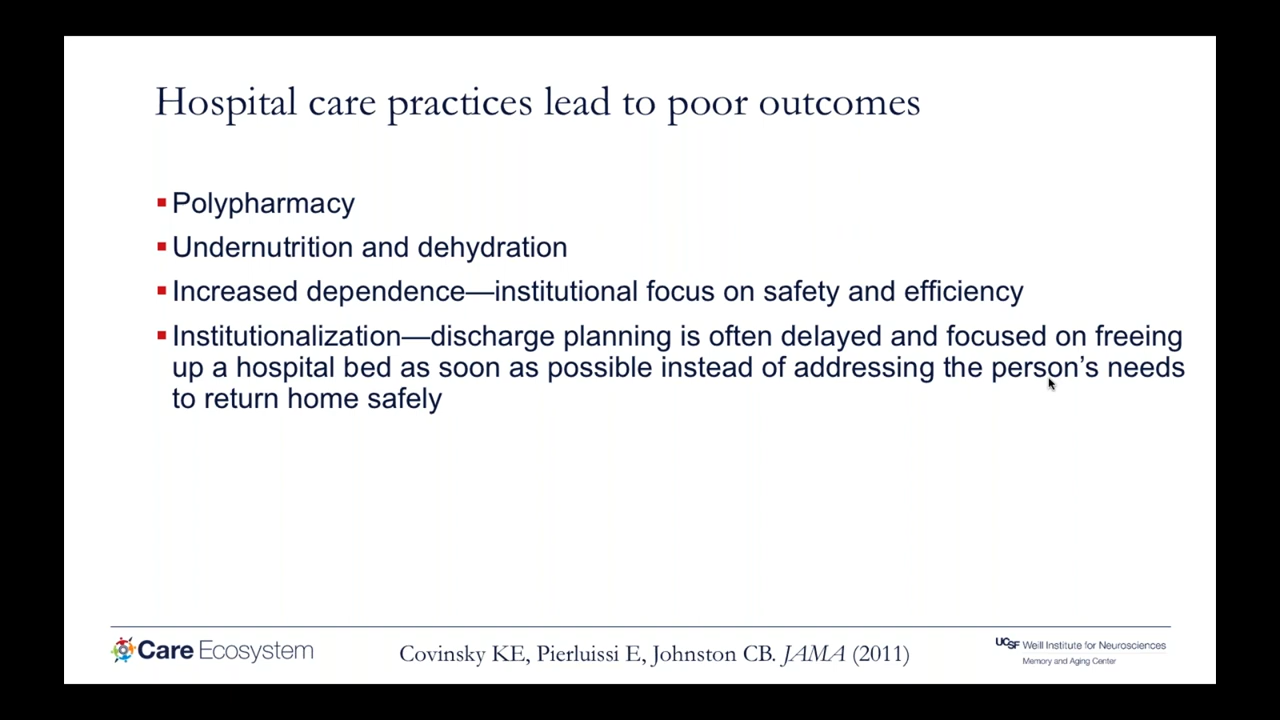 Hospital care practices lead to poor outcomes
Polypharmacy
Undernutrition and dehydration
Increased dependence—institutional focus on safety and efficiency
Institutionalization—discharge planning is often delayed and focused on freeing
up a hospital bed as soon as possible instead of addressing the person’s needs
to return home safely
Care Ecosystem
Covinsky KE, Pierluissi E, Johnston CB. JAMA (2011)
UCSF Weill Institute for Neurosciences
Memory and Aging Center